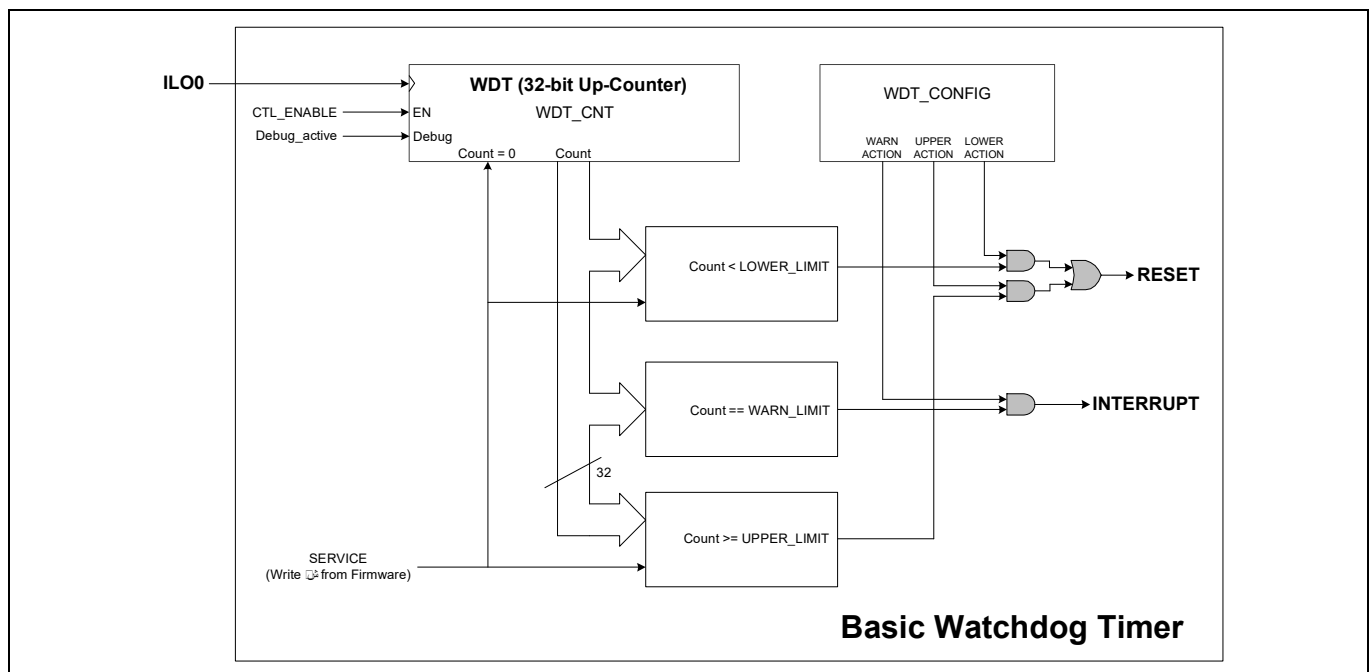 ILO0
CTL_ENABLE
Debug_active
WDT (32-bit Up-Counter)
WDT_CNT
EN
Debug
Count = 0
Count
WDT_CONFIG
WARN
ACTION
UPPER
ACTION
LOWER
ACTION
Count < LOWER_LIMIT
RESET
Count == WARN_LIMIT
INTERRUPT
32
Count >= UPPER_LIMIT
SERVICE
(Write from Firmware)
Basic Watchdog Timer